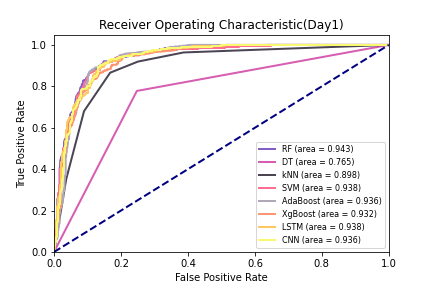 Receiver Operating Characteristic(Day1)
1.0
0.8
0.6
0.4
0.2
0.0
True Positive Rate
RF (area = 0.943)
DT (area = 0.765)
kNN (area = 0.898)
SVM (area = 0.938)
AdaBoost (area = 0.936)
XgBoost (area = 0.932)
LSTM (area = 0.938)
CNN (area = 0.936)
0.0 0.2 0.4 0.6 0.8 1.0
False Positive Rate